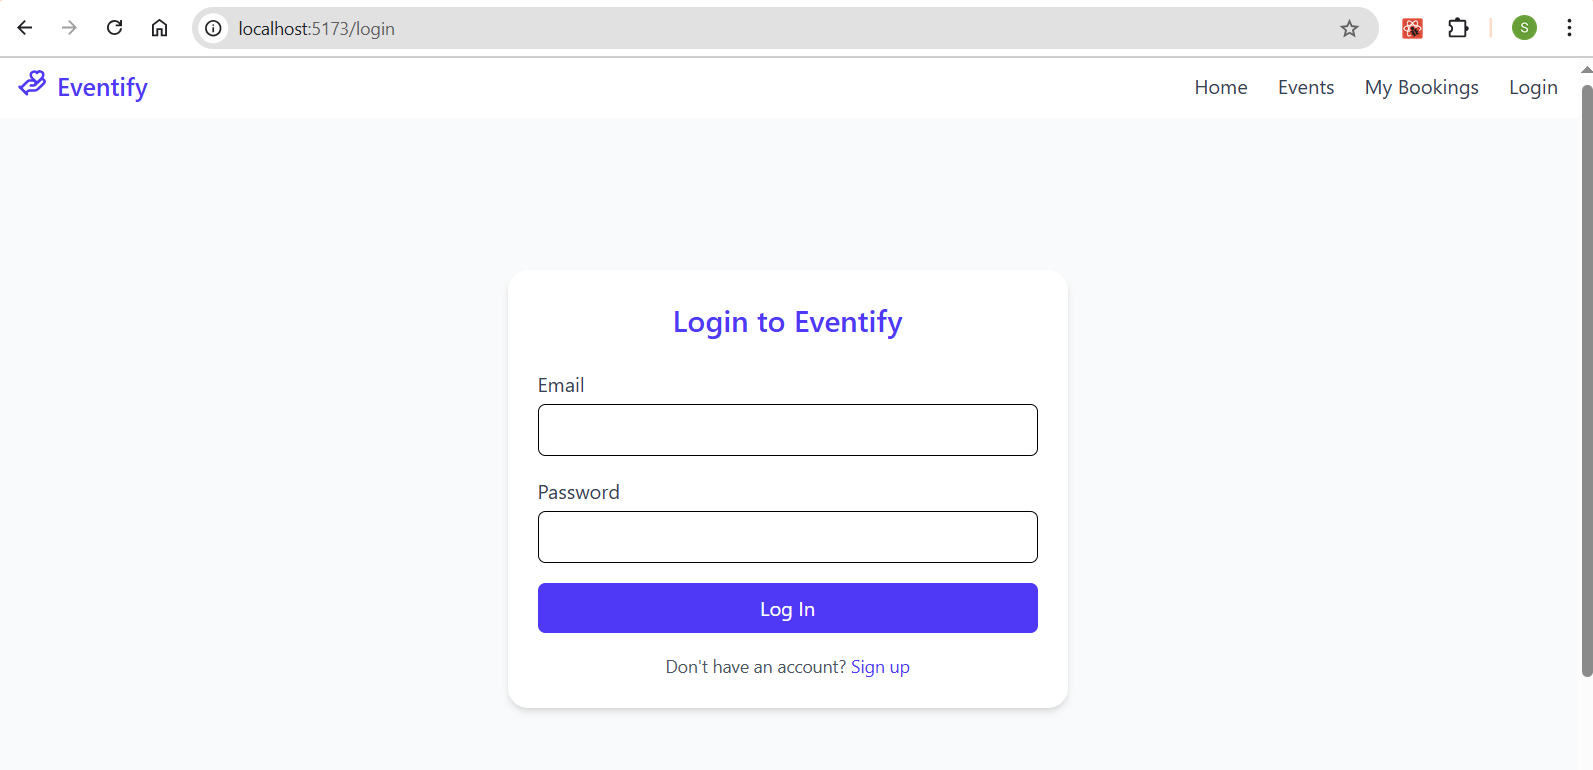 localhost:5173/login
S
Eventify
Home Events My Bookings Login
Login to Eventify
Email
Password
Log In
Don't have an account? Sign up